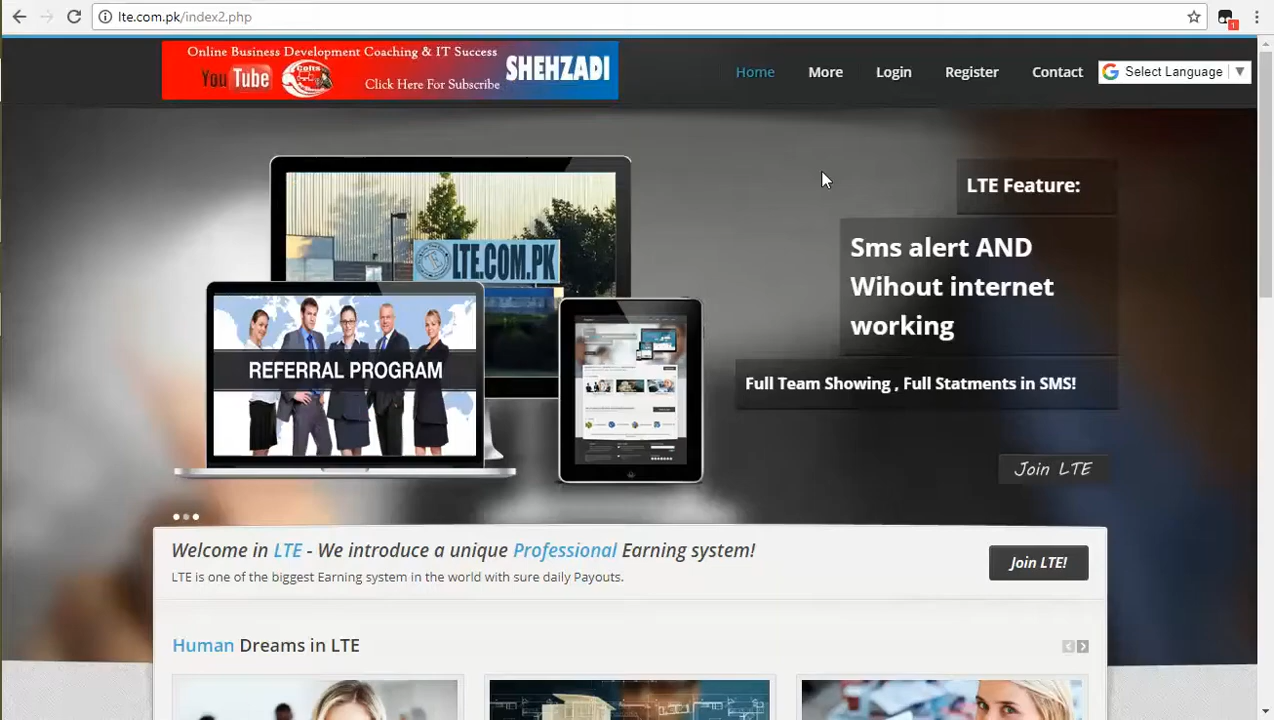 lte.com.pk/index2.php
1
Online Business Development Coaching & IT Success
YouTube
Colts
SHEHZADI
Click Here For Subscribe
Home
More
Login
Register
Contact
Select Language
LTE Feature:
LTE.COM.PK
Sms alert AND
Wihout internet
working
REFERRAL PROGRAM
Full Team Showing , Full Statments in SMS!
Join LTE
Welcome in LTE - We introduce a unique Professional Earning system!
Join LTE!
LTE is one of the biggest Earning system in the world with sure daily Payouts.
Human Dreams in LTE